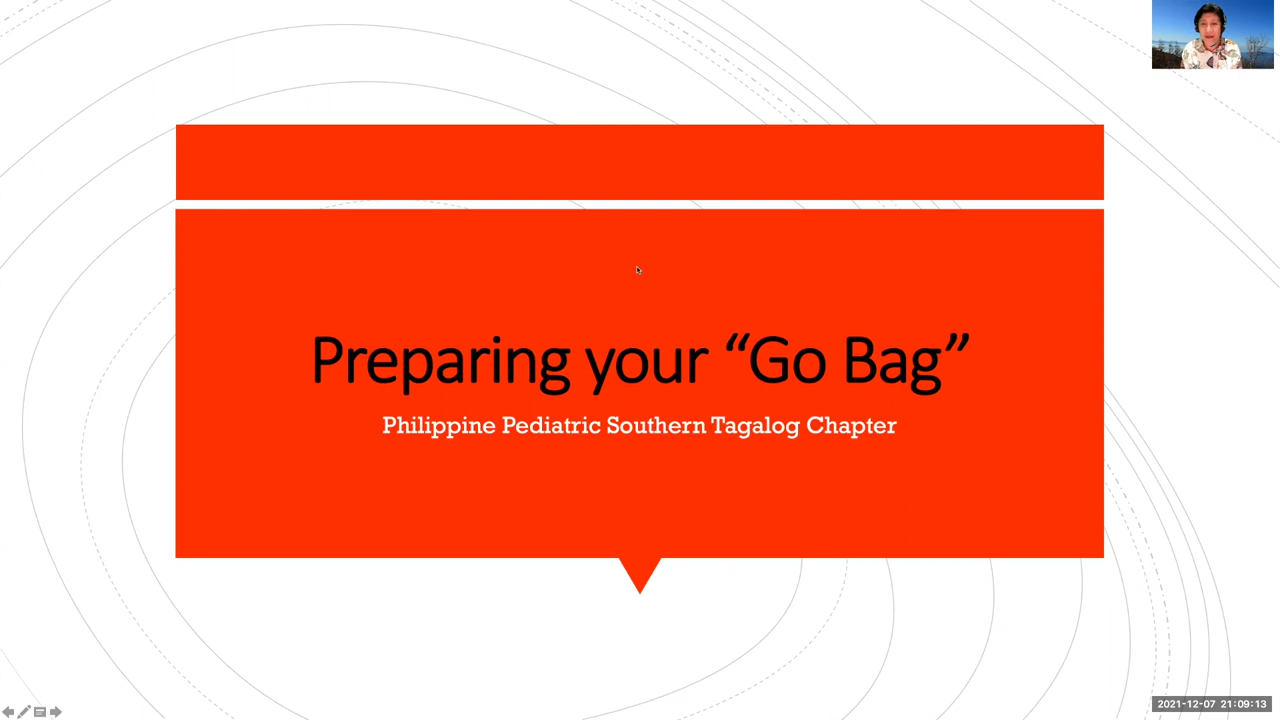 Preparing your “Go Bag”
Philippine Pediatric Southern Tagalog Chapter
2021-12-07 21:09:13